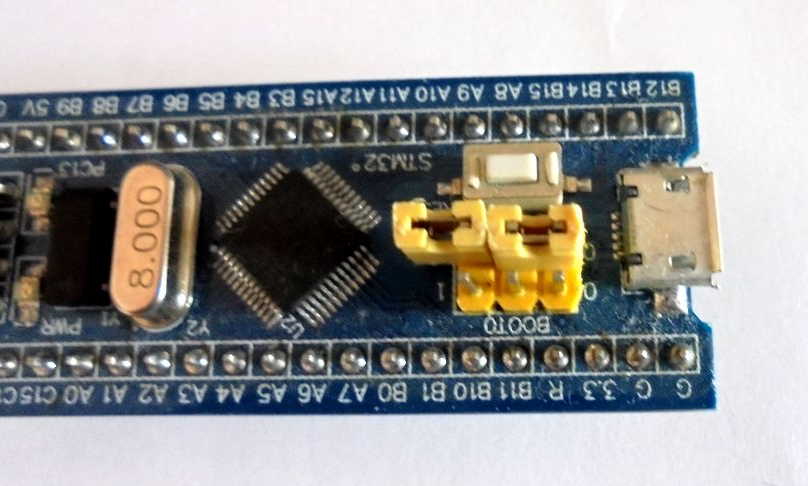 B12 B13 B14 B15 A8 A9 A10 A11 A12 A15 B3 B4 B5 B6 B7 B8 B9 5V
STM32
PC13
8.000
1
0
BOOT0
U2
Y2
Y1
PWR
G G 3.3 R B11 B10 B1 B0 A7 A6 A5 A4 A3 A2 A1 A0 C15